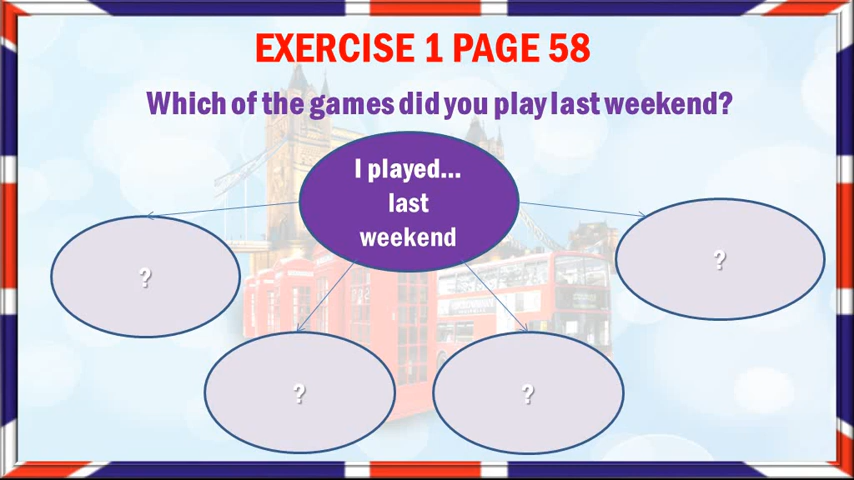 EXERCISE 1 PAGE 58
Which of the games did you play last weekend?
I played...
last
weekend
?
?
?
?